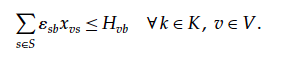 ∑_{s∈S} ε_{sb} x_{vs} ≤ H_{vb} ∀ k ∈ K, v ∈ V.